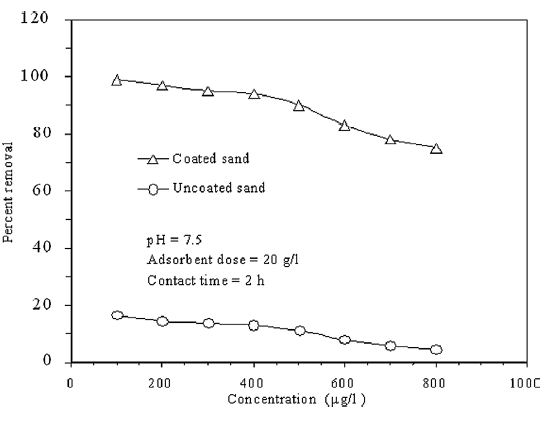 120
100
80
60
40
20
0
Percent removal
Coated sand
Uncoated sand
pH = 7.5
Adsorbent dose = 20 g/l
Contact time = 2 h
0 200 400 600 800 1000
Concentration (μg/l)